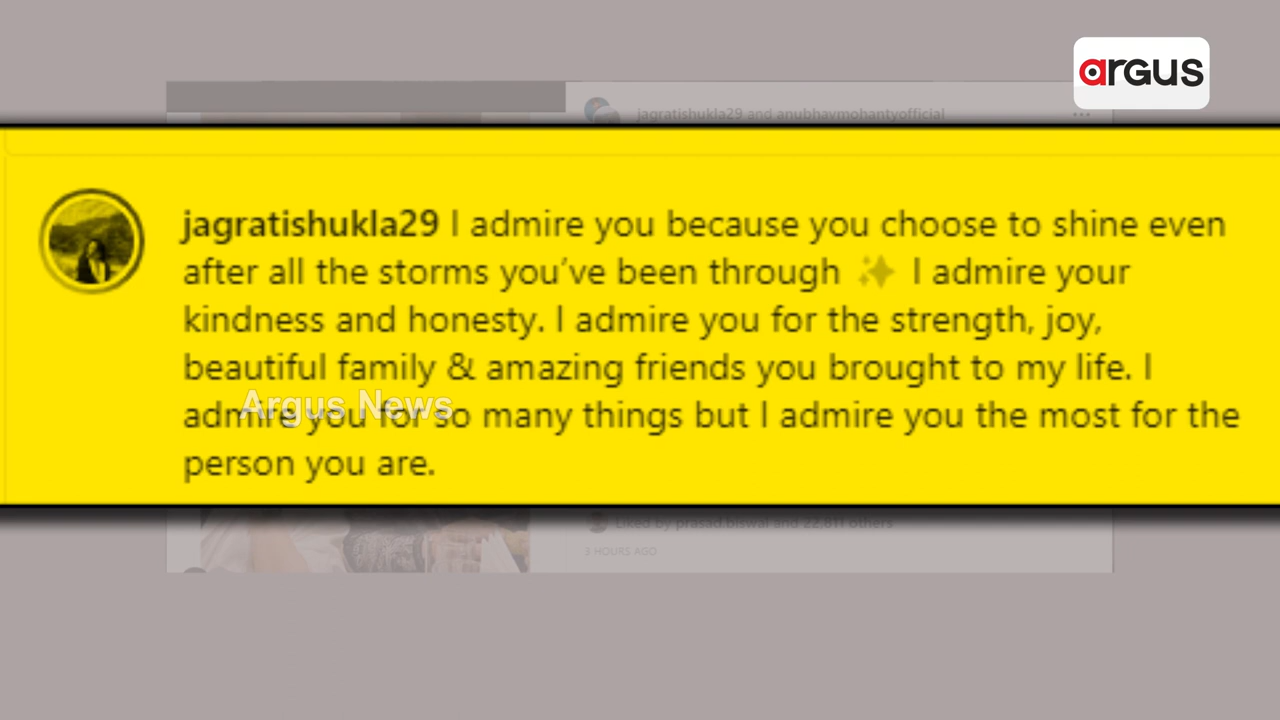 argus
jagratishukla29 and anubhavmohantyofficial
jagratishukla29 I admire you because you choose to shine even
after all the storms you've been through ✨ I admire your
kindness and honesty. I admire you for the strength, joy,
beautiful family & amazing friends you brought to my life. I
admire you for so many things but I admire you the most for the
person you are.
Argus News
Liked by prasad.biswal and 22,811 others
3 HOURS AGO